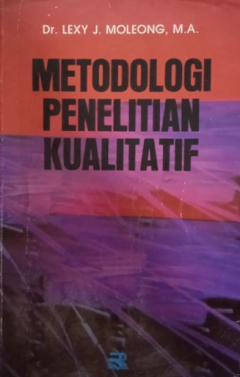 Dr. LEXY J. MOLEONG, M.A.
METODOLOGI
PENELITIAN
KUALITATIF